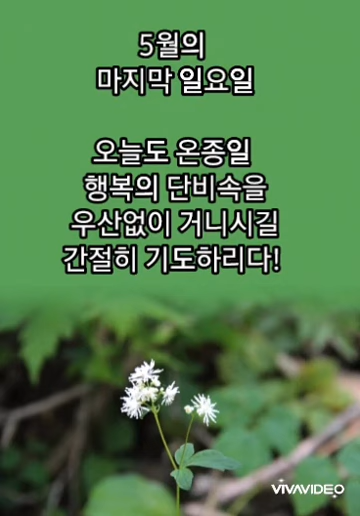 5월의
마지막 일요일
오늘도 온종일
행복의 단비속을
우산없이 거니시길
간절히 기도하리다!
VIVAVIDEO